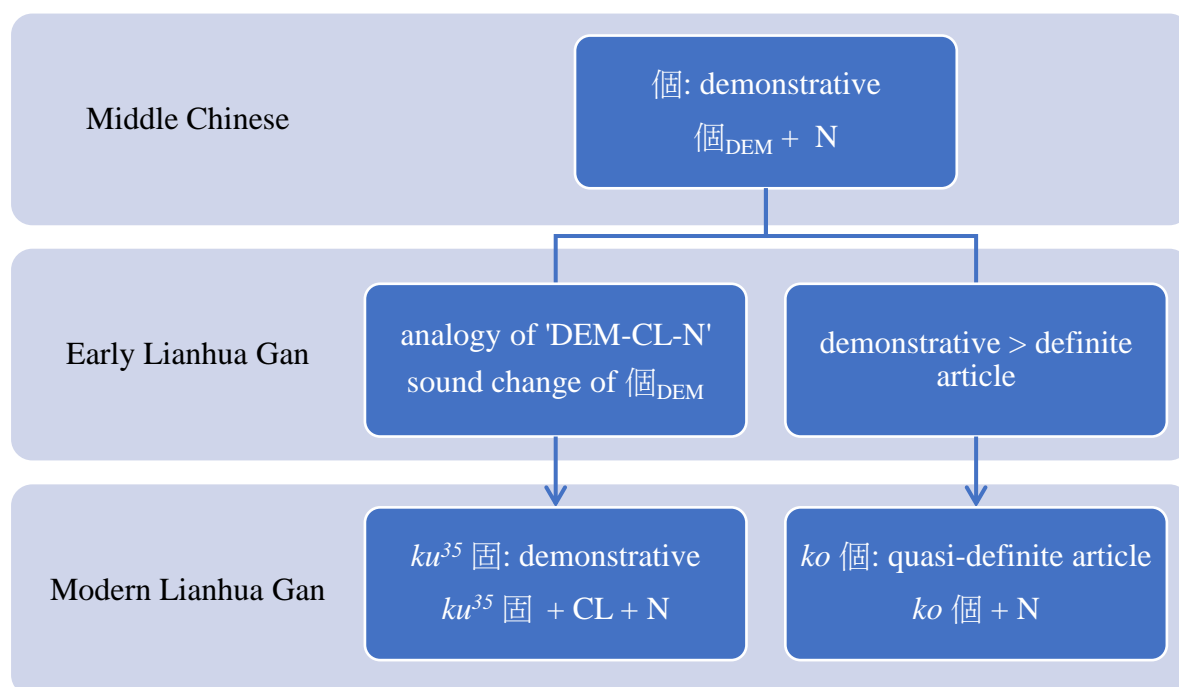 Middle Chinese
個: demonstrative
個DEM + N
Early Lianhua Gan
analogy of 'DEM-CL-N'
sound change of 個DEM
demonstrative > definite
article
Modern Lianhua Gan
ku35 固: demonstrative
ku35 固 + CL + N
ko 個: quasi-definite article
ko 個 + N